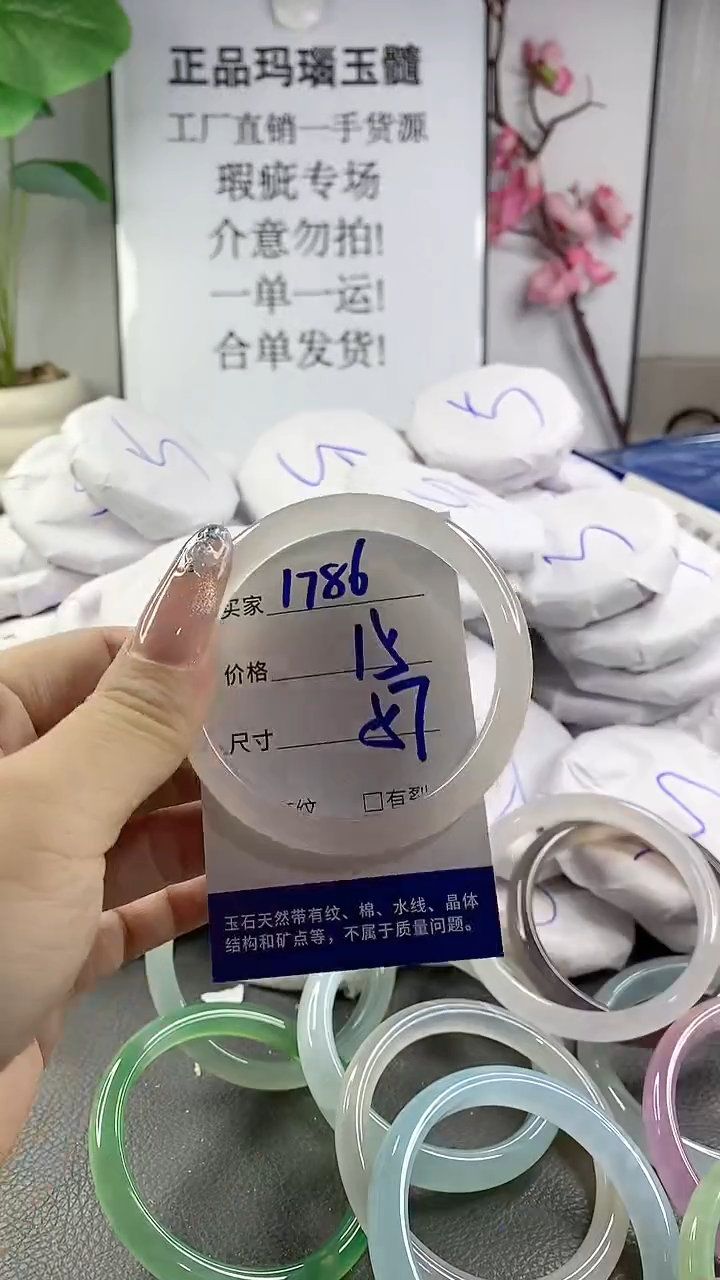 正品玛瑙玉髓
工厂直销一手货源
瑕疵专场
介意勿拍!
一单一运!
合单发货!
买家 1786
价格 15
尺寸 57
纹 □有裂
玉石天然带有纹、棉、水线、晶体
结构和矿点等，不属于质量问题。